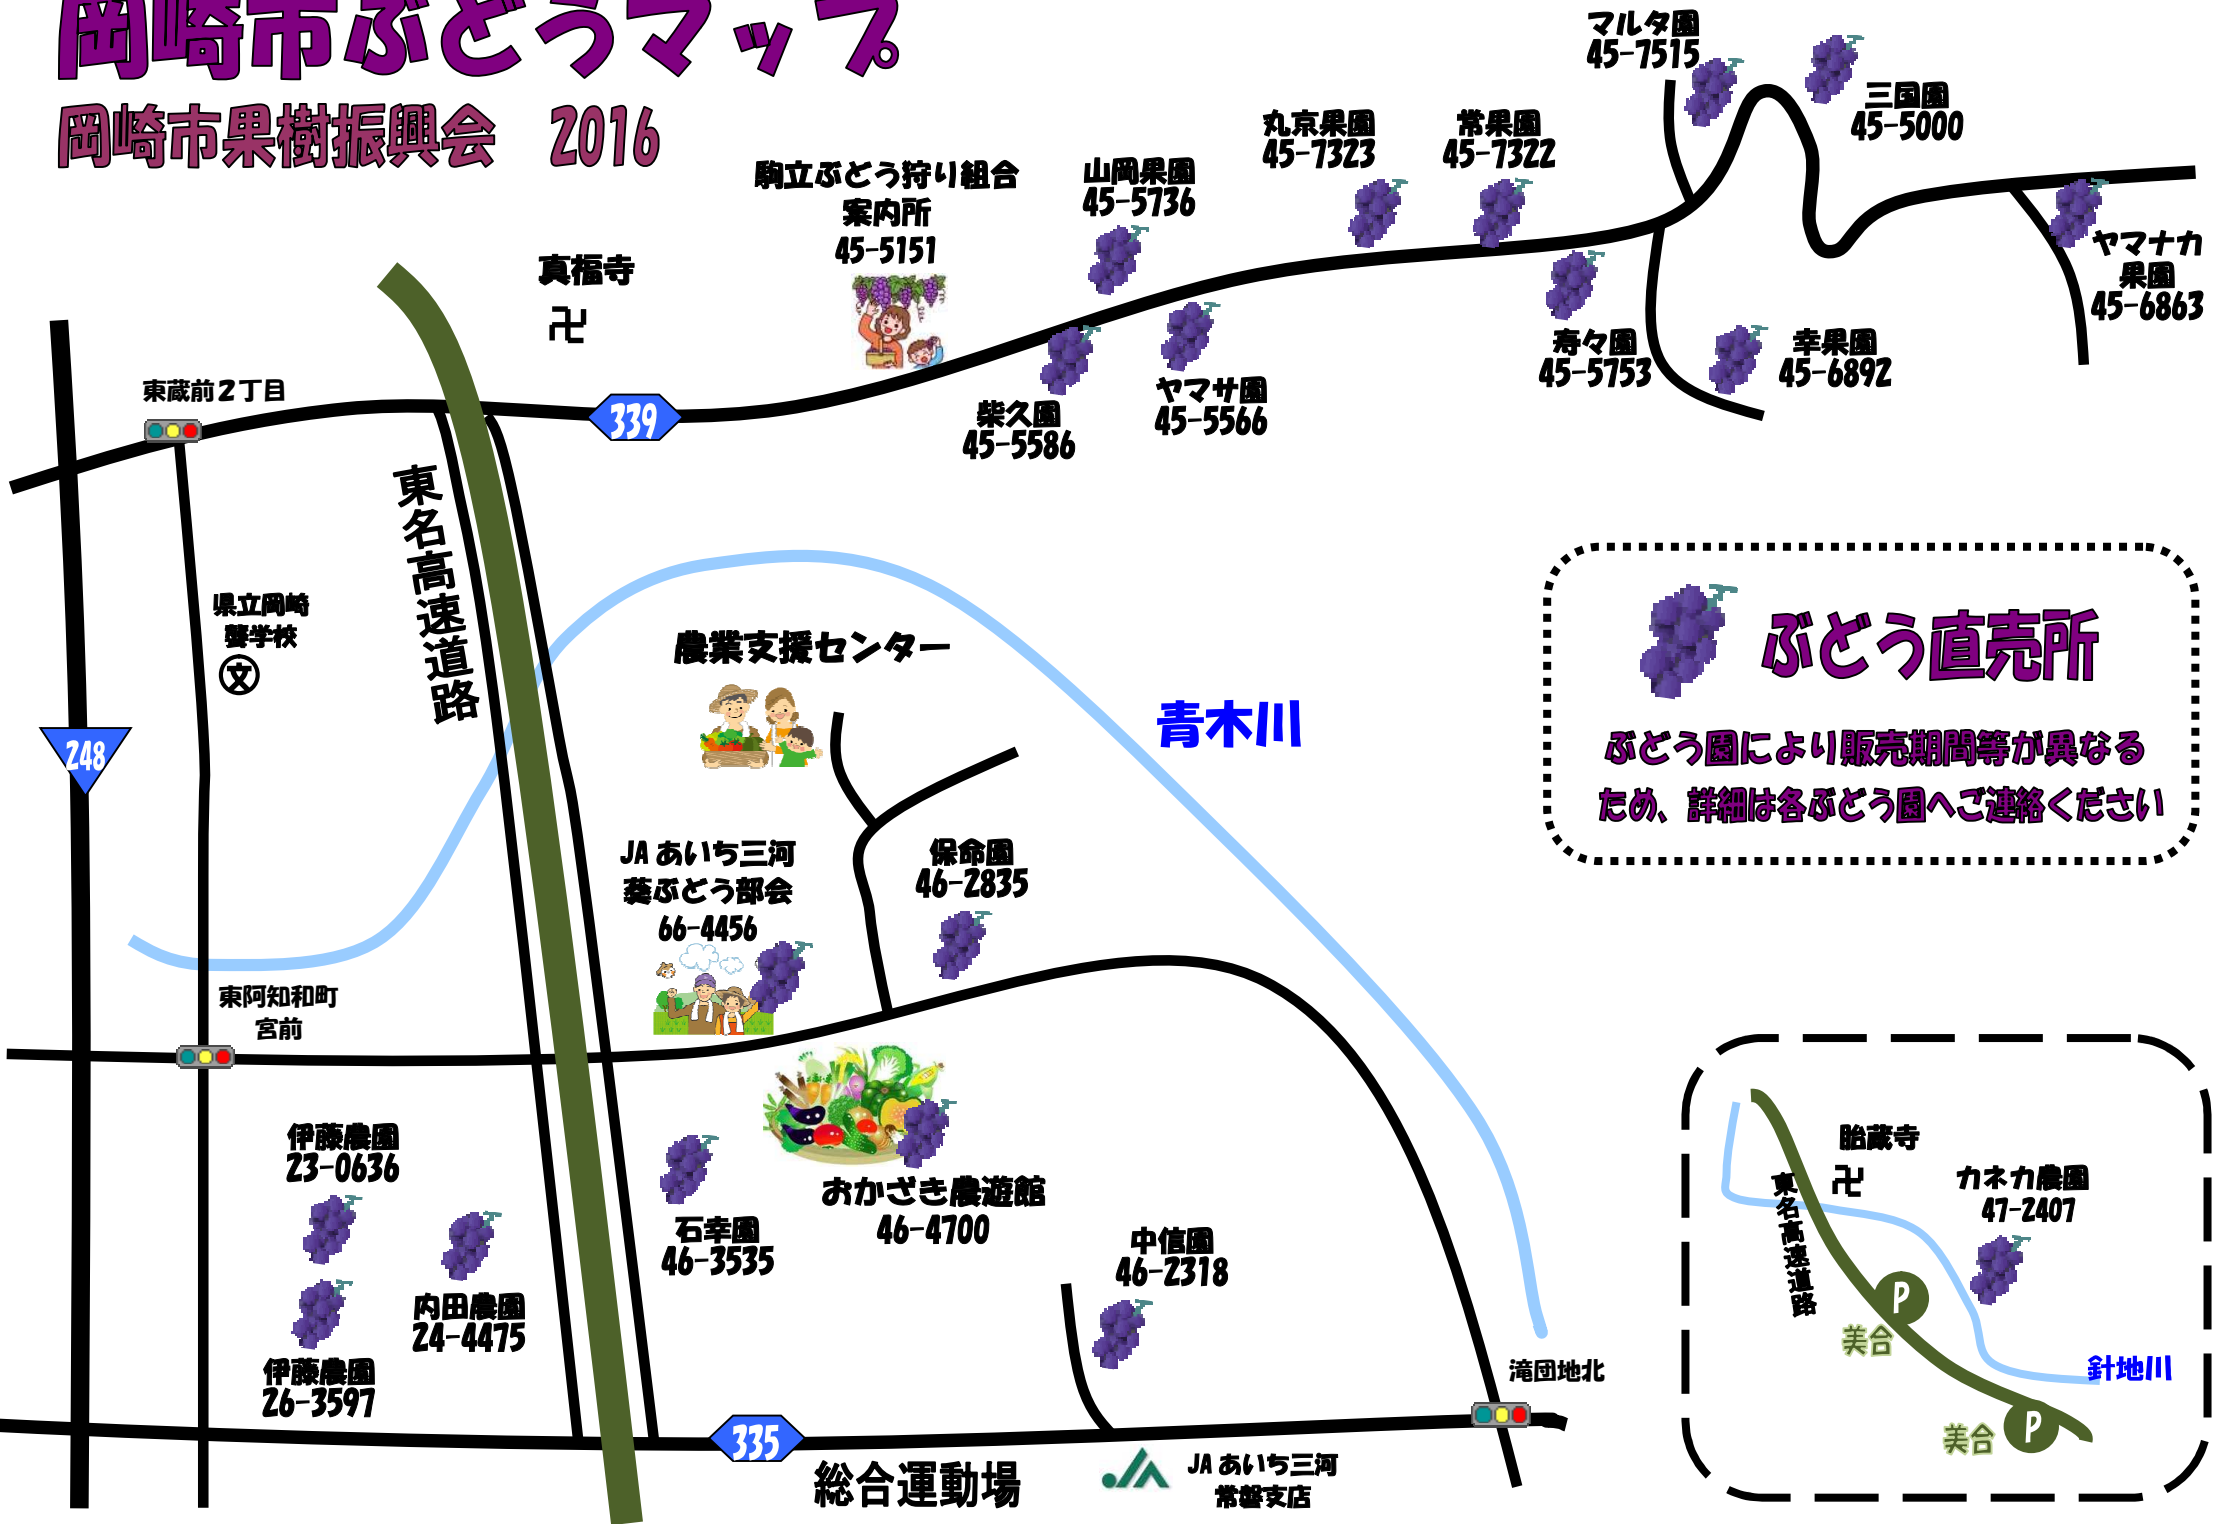 岡崎市ぶどうマップ
岡崎市果樹振興会　2016
マルタ園
45-7515
三国園
45-5000
丸京果園
45-7323
常果園
45-7322
駒立ぶどう狩り組合
案内所
45-5151
山岡果園
45-5736
真福寺
卍
ヤマナカ
果園
45-6863
寿々園
45-5753
幸果園
45-6892
ヤマサ園
45-5566
柴久園
45-5586
東蔵前2丁目
339
東名高速道路
県立岡崎
聾学校
文
248
農業支援センター
青木川
ぶどう直売所
ぶどう園により販売期間等が異なる
ため、詳細は各ぶどう園へご連絡ください
JAあいち三河
葵ぶどう部会
66-4456
保命園
46-2835
東阿知和町
宮前
伊藤農園
23-0636
内田農園
24-4475
伊藤農園
26-3597
石幸園
46-3535
おかざき農遊館
46-4700
中信園
46-2318
滝団地北
335
総合運動場
JAあいち三河
常盤支店
胎蔵寺
卍
カネカ農園
47-2407
東名高速道路
P
美合
針地川
P
美合